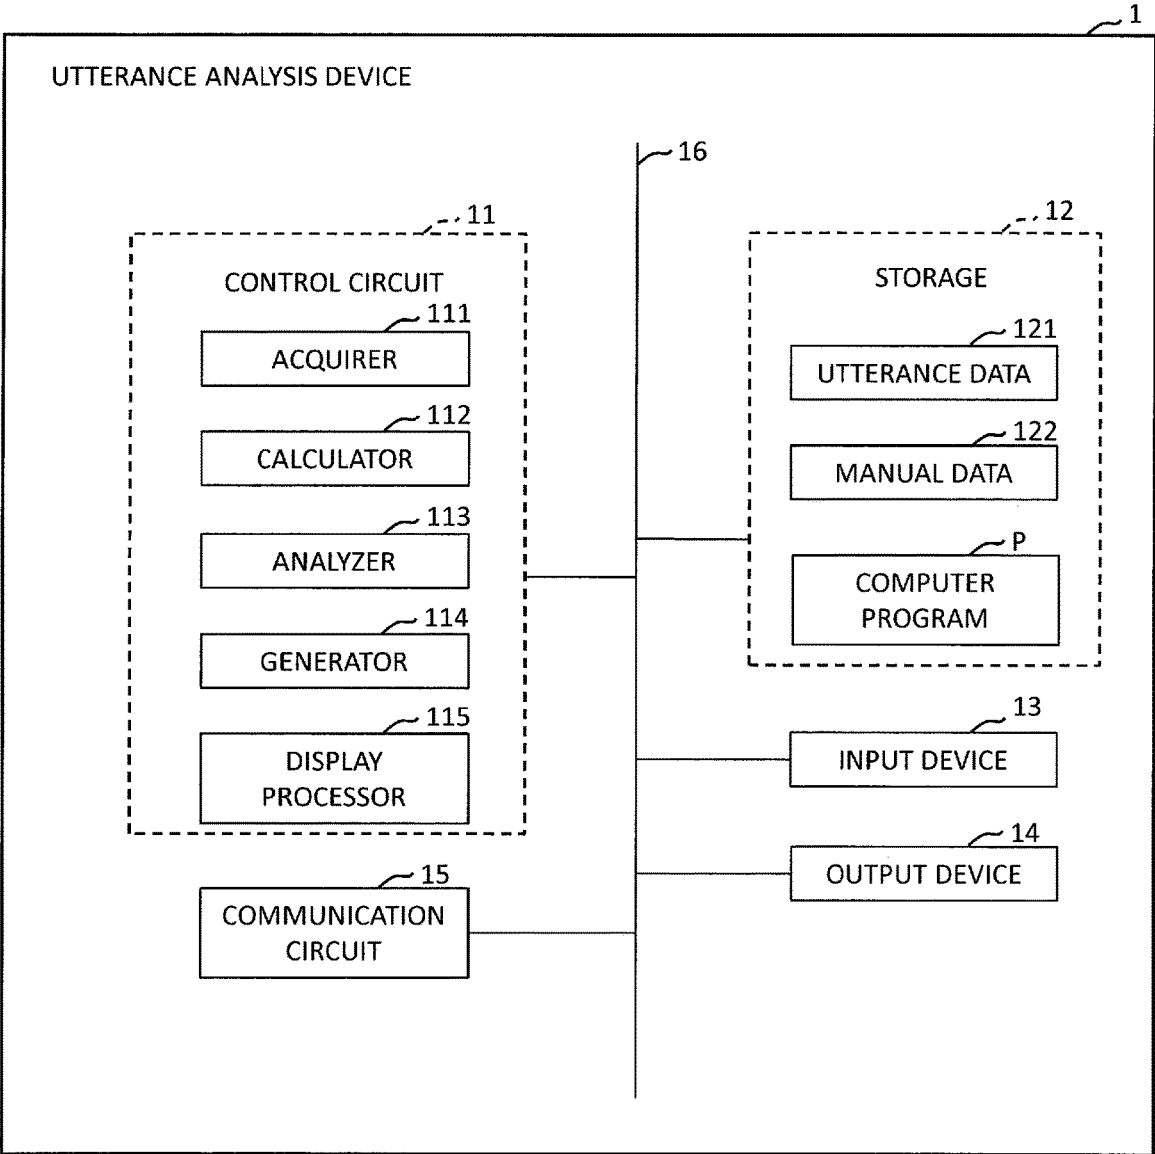 1
UTTERANCE ANALYSIS DEVICE
16
11
CONTROL CIRCUIT
111
ACQUIRER
112
CALCULATOR
113
ANALYZER
114
GENERATOR
115
DISPLAY
PROCESSOR
15
COMMUNICATION
CIRCUIT
12
STORAGE
121
UTTERANCE DATA
122
MANUAL DATA
P
COMPUTER
PROGRAM
13
INPUT DEVICE
14
OUTPUT DEVICE